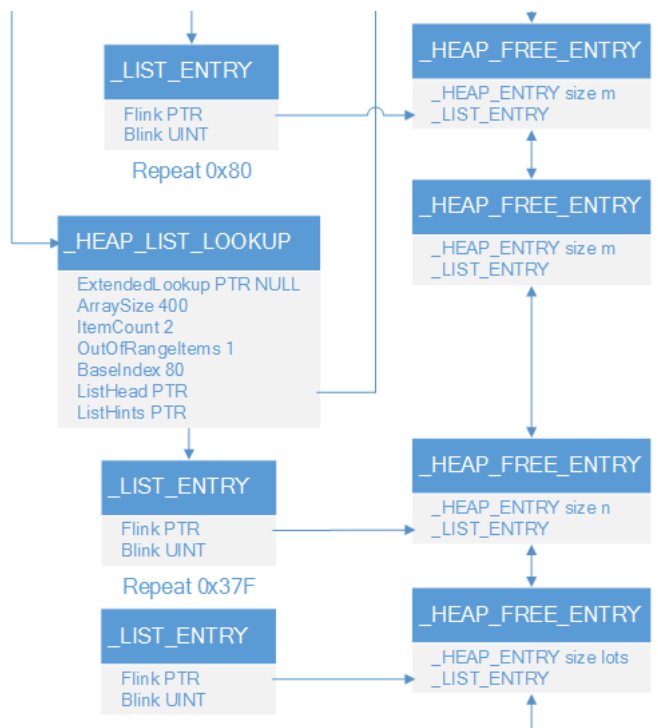 _LIST_ENTRY
Flink PTR
Blink UINT
Repeat 0x80
_HEAP_LIST_LOOKUP
ExtendedLookup PTR NULL
ArraySize 400
ItemCount 2
OutOfRangeItems 1
BaseIndex 80
ListHead PTR
ListHints PTR
_LIST_ENTRY
Flink PTR
Blink UINT
Repeat 0x37F
_LIST_ENTRY
Flink PTR
Blink UINT
_HEAP_FREE_ENTRY
_HEAP_ENTRY size m
_LIST_ENTRY
_HEAP_FREE_ENTRY
_HEAP_ENTRY size m
_LIST_ENTRY
_HEAP_FREE_ENTRY
_HEAP_ENTRY size n
_LIST_ENTRY
_HEAP_FREE_ENTRY
_HEAP_ENTRY size lots
_LIST_ENTRY